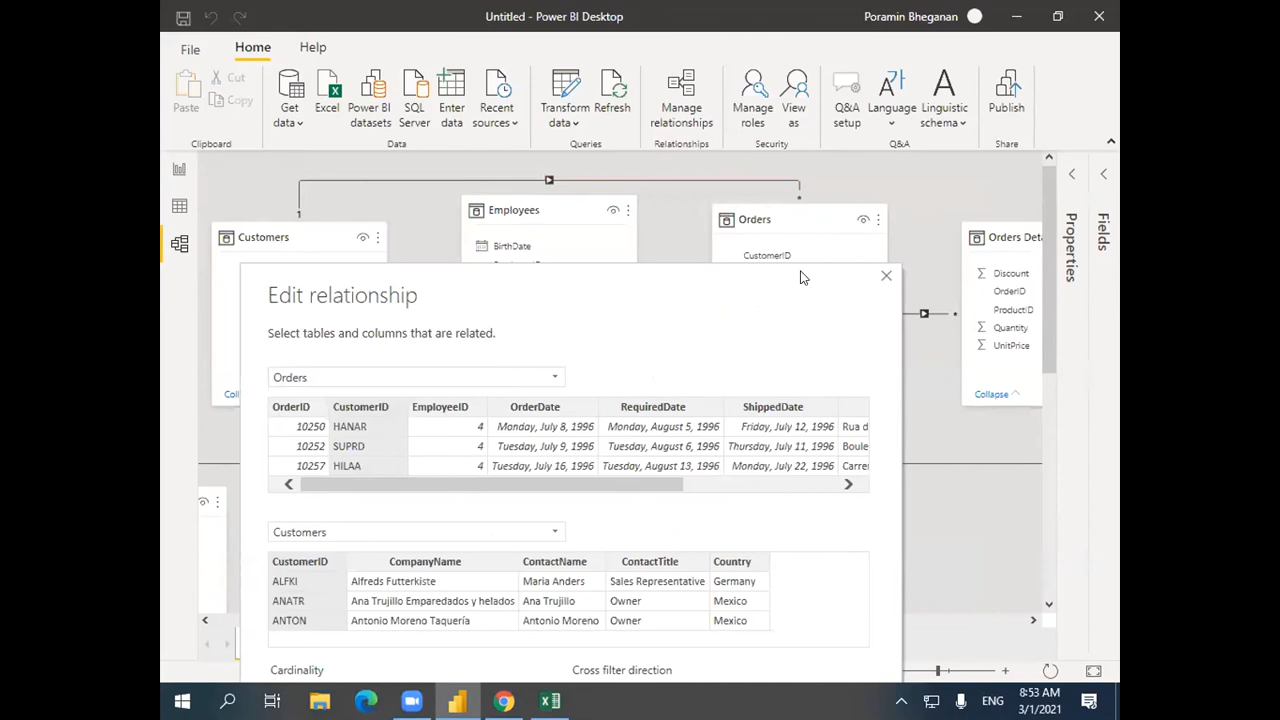 Untitled - Power BI Desktop
Poramin Bheganan
File Home Help
Paste
Cut
Copy
Get data
Excel
Power BI datasets
SQL Server
Enter data
Recent sources
Transform data
Refresh
Manage relationships
Manage roles
View as
Q&A setup
Language
Linguistic schema
Publish
Clipboard Data Queries Relationships Security Q&A Share
Customers
1
Employees
BirthDate
Orders
*
CustomerID
Orders Deta
*
Discount
OrderID
ProductID
Quantity
UnitPrice
Collapse
Coll
Properties
Fields
Edit relationship
Select tables and columns that are related.
Orders
OrderID CustomerID EmployeeID OrderDate RequiredDate ShippedDate
10250 HANAR 4 Monday, July 8, 1996 Monday, August 5, 1996 Friday, July 12, 1996 Rua d
10252 SUPRD 4 Tuesday, July 9, 1996 Tuesday, August 6, 1996 Thursday, July 11, 1996 Boule
10257 HILAA 4 Tuesday, July 16, 1996 Tuesday, August 13, 1996 Monday, July 22, 1996 Carre
Customers
CustomerID CompanyName ContactName ContactTitle Country
ALFKI Alfreds Futterkiste Maria Anders Sales Representative Germany
ANATR Ana Trujillo Emparedados y helados Ana Trujillo Owner Mexico
ANTON Antonio Moreno Taquería Antonio Moreno Owner Mexico
Cardinality Cross filter direction
ENG
8:53 AM
3/1/2021